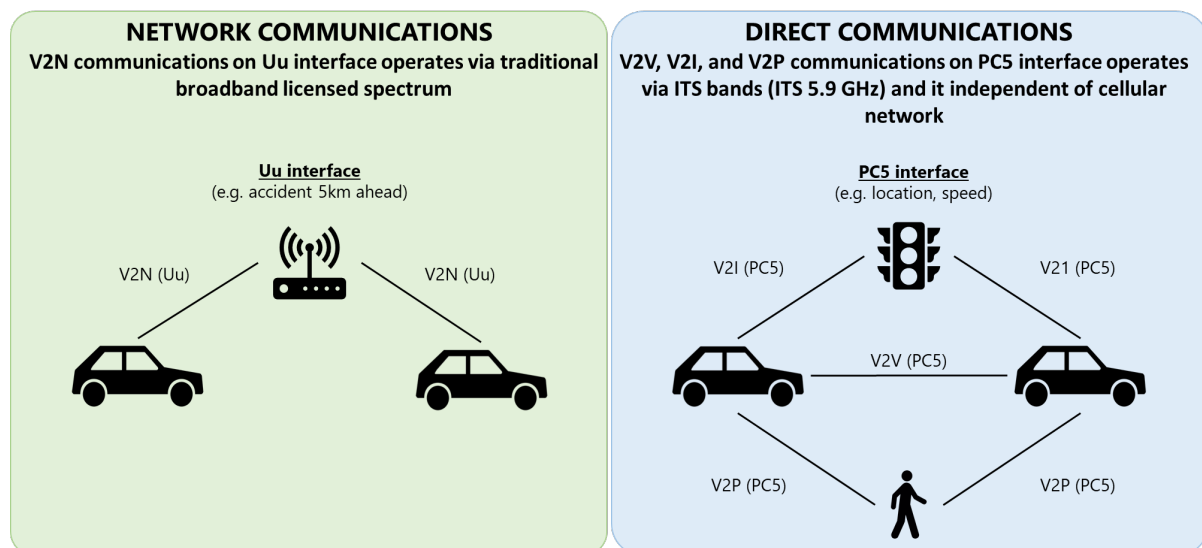 NETWORK COMMUNICATIONS
V2N communications on Uu interface operates via traditional
broadband licensed spectrum
Uu interface
(e.g. accident 5km ahead)
V2N (Uu)
V2N (Uu)
DIRECT COMMUNICATIONS
V2V, V2I, and V2P communications on PC5 interface operates
via ITS bands (ITS 5.9 GHz) and it independent of cellular
network
PC5 interface
(e.g. location, speed)
V2I (PC5)
V21 (PC5)
V2V (PC5)
V2P (PC5)
V2P (PC5)